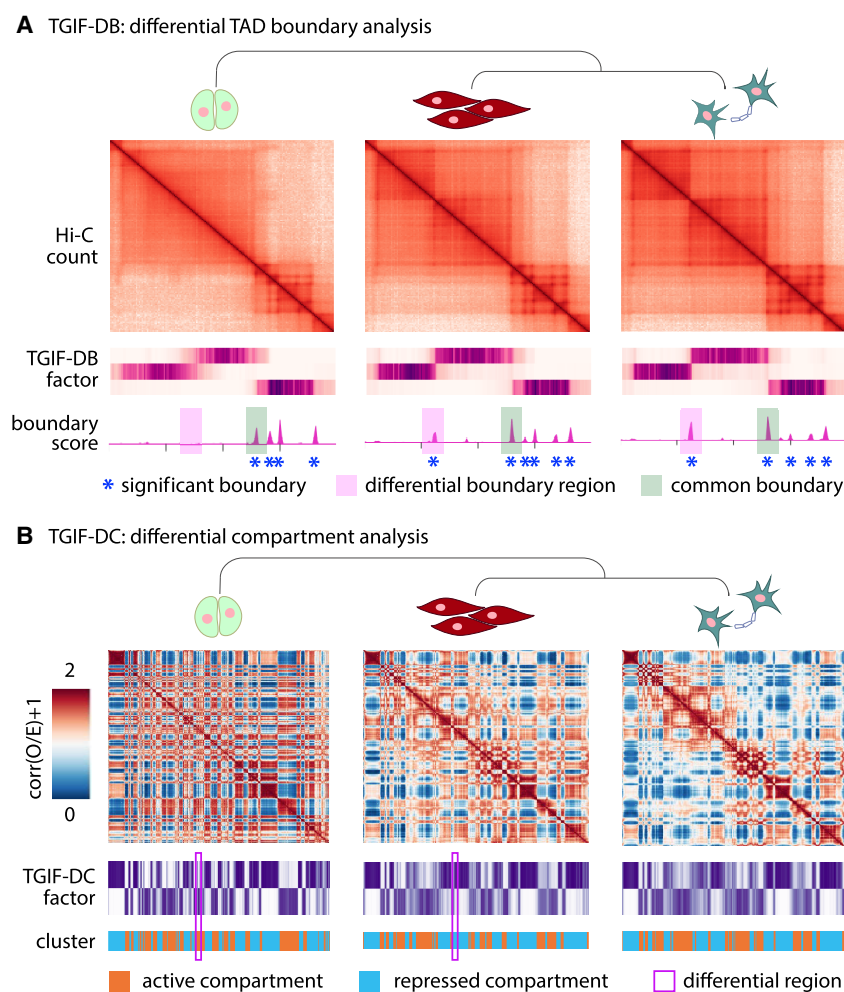 A TGIF-DB: differential TAD boundary analysis
Hi-C
count
TGIF-DB
factor
boundary
score
* ** * * * ** ** * * * * *
* significant boundary differential boundary region common boundary
B TGIF-DC: differential compartment analysis
2
corr(O/E)+1
0
TGIF-DC
factor
cluster
active compartment repressed compartment differential region